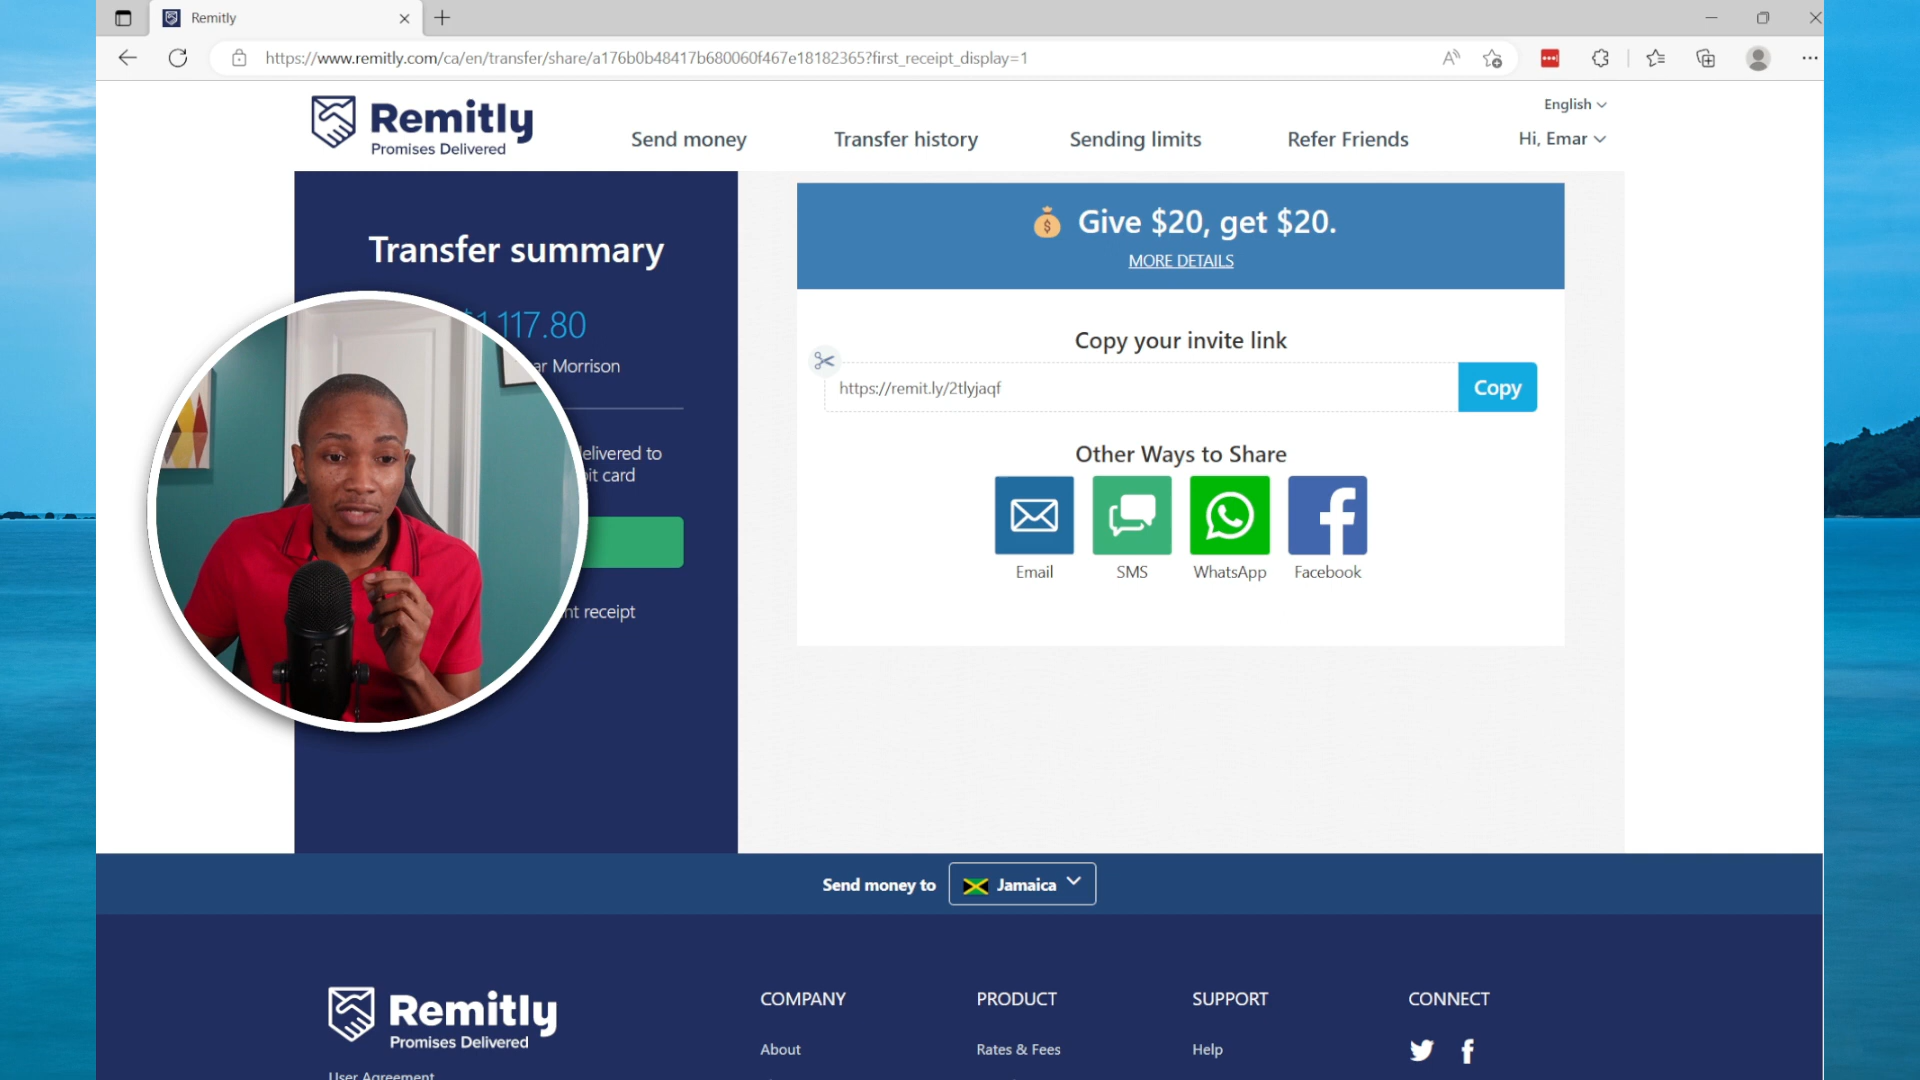 Remitly
https://www.remitly.com/ca/en/transfer/share/a176b0b48417b680060f467e18182365?first_receipt_display=1
English
Remitly
Promises Delivered
Send money
Transfer history
Sending limits
Refer Friends
Hi, Emar
Transfer summary
$1,117.80
Morrison
to
card
receipt
Give $20, get $20.
MORE DETAILS
Copy your invite link
https://remit.ly/2tlyjaqf
Copy
Other Ways to Share
Email
SMS
WhatsApp
Facebook
Send money to
Jamaica
Remitly
Promises Delivered
User Agreement
COMPANY
About
PRODUCT
Rates & Fees
SUPPORT
Help
CONNECT